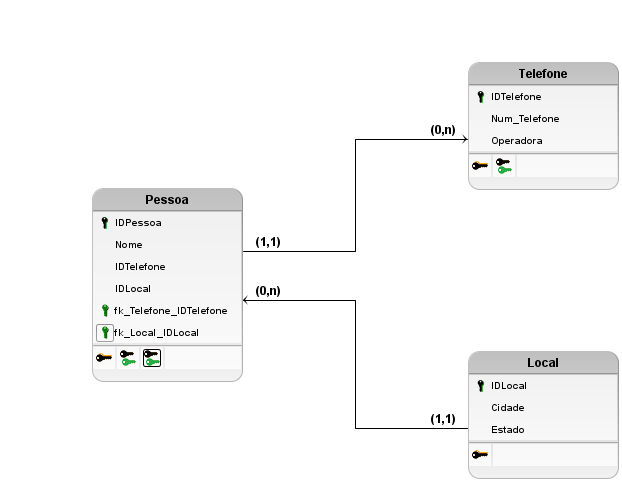 Telefone
IDTelefone
Num_Telefone
Operadora
(0,n)
Pessoa
IDPessoa
Nome
IDTelefone
IDLocal
fk_Telefone_IDTelefone
fk_Local_IDLocal
(1,1)
(0,n)
Local
IDLocal
Cidade
Estado
(1,1)